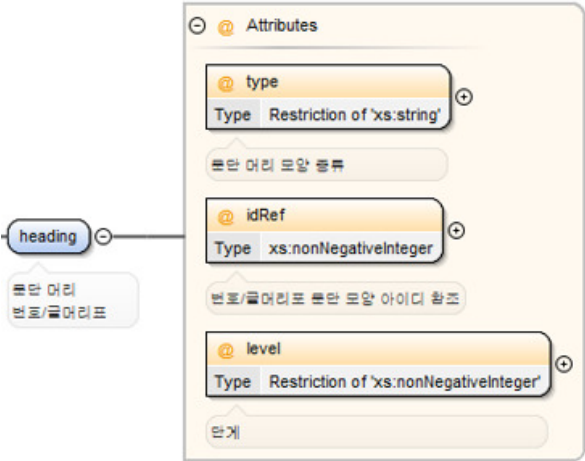 Attributes
@ type
Type Restriction of 'xs:string'
문단 머리 모양 종류
@ idRef
Type xs:nonNegativeInteger
heading
번호/글머리표 문단 모양 아이디 참조
문단 머리
번호/글머리표
@ level
Type Restriction of 'xs:nonNegativeInteger'
단계